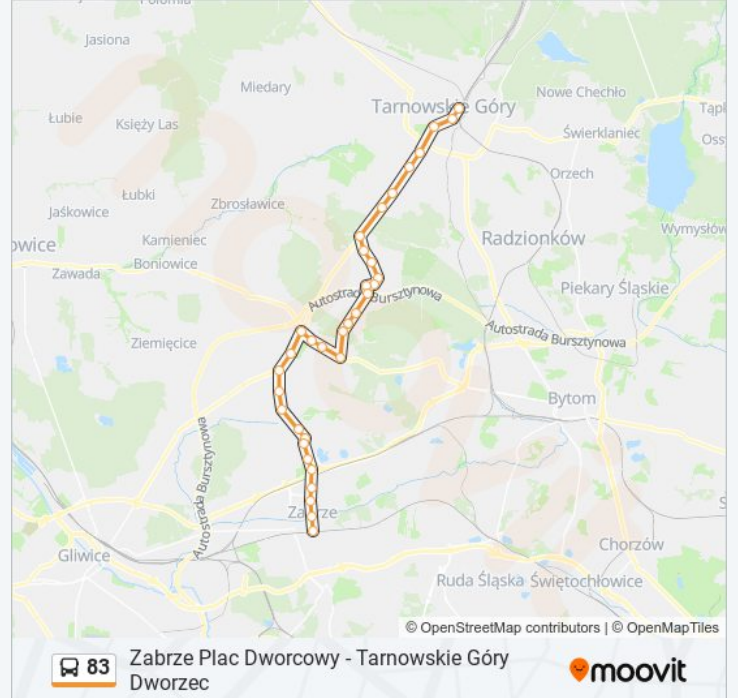 Polomia
Jasiona
Miedary
Nowe Chechło
Tarnowskie Góry
Łubie
Księży Las
Świerklaniec
Orzech
Łubki
Zbrosławice
Jaśkowice
Wymysłów
Kamieniec
Radzionków
owice
Boniowice
Zawada
Piekary Śląskie
Autostrada Bursztynowa
Ziemięcice
Autostrada Bursztynowa
Bytom
Autostrada Bursztynowa
Zabrze
Gliwice
Chorzów
Ruda Śląska
Świętochłowice
© OpenStreetMap contributors | © OpenMapTiles
83
Zabrze Plac Dworcowy - Tarnowskie Góry
Dworzec
moovit